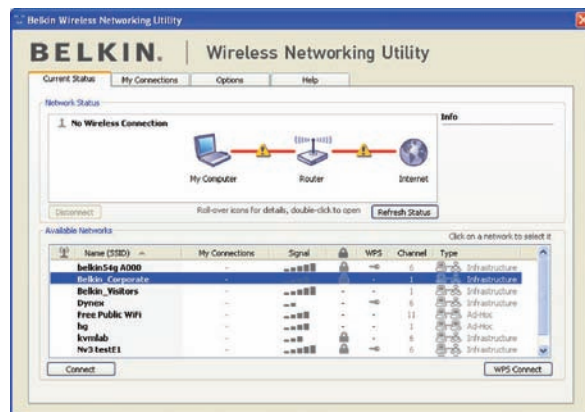 Belkin Wireless Networking Utility
BELKIN. | Wireless Networking Utility
Current Status My Connections Options Help
Network Status
No Wireless Connection
Info
My Computer Router Internet
Disconnect Roll-over icons for details, double-click to open Refresh Status
Available Networks
Click on a network to select it
Name (SSID) My Connections Signal WPS Channel Type
belkin54g A000 - 6 Infrastructure
Belkin_Corporate - - 1 Infrastructure
Belkin_Visitors - - - 1 Infrastructure
Dynex - 6 Infrastructure
Free Public WiFi - - - 11 Ad-Hoc
hg - - - 1 Ad-Hoc
kvmlab - - 6 Infrastructure
Nv3testE1 - 6 Infrastructure
Connect WPS Connect